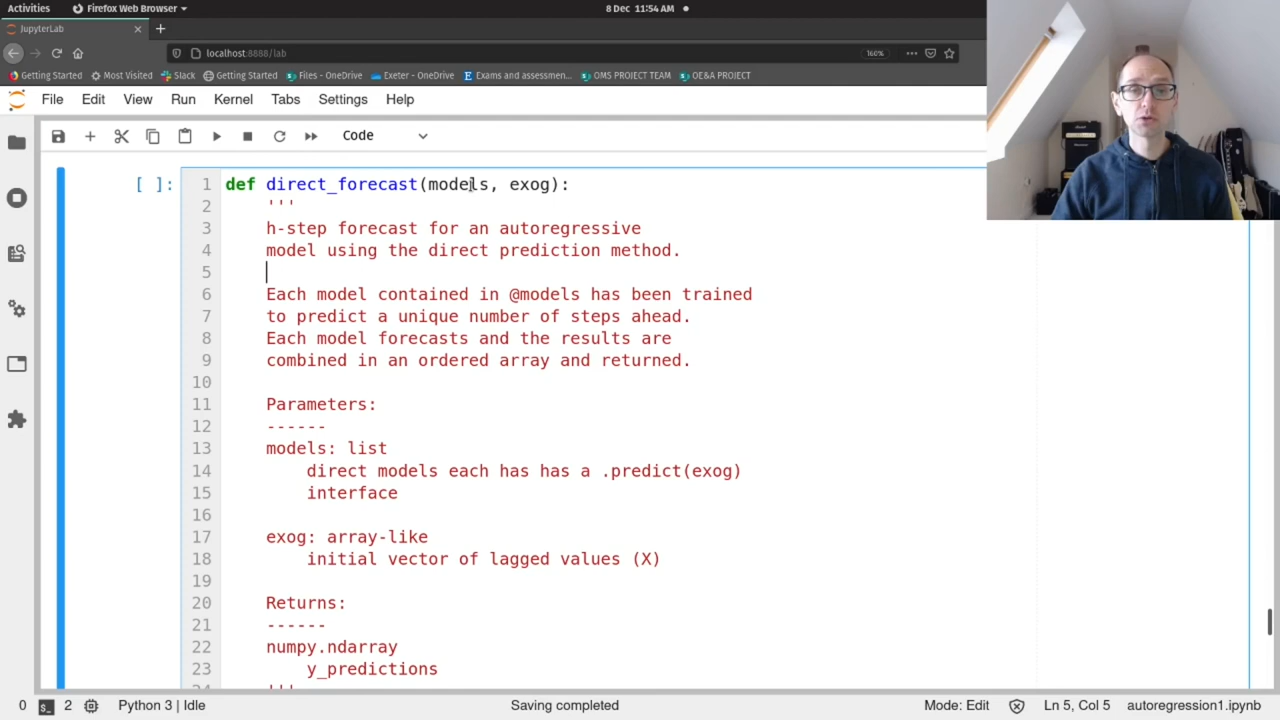 Activities
Firefox Web Browser
8 Dec 11:54 AM
JupyterLab
localhost:8888/lab
160%
Getting Started
Most Visited
Slack
Getting Started
Files - OneDrive
Exeter - OneDrive
Exams and assessmen...
OMS PROJECT TEAM
OE&A PROJECT
File Edit View Run Kernel Tabs Settings Help
Code
[ ]:
1 def direct_forecast(models, exog):
2 '''
3 h-step forecast for an autoregressive
4 model using the direct prediction method.
5
6 Each model contained in @models has been trained
7 to predict a unique number of steps ahead.
8 Each model forecasts and the results are
9 combined in an ordered array and returned.
10
11 Parameters:
12 ------
13 models: list
14 direct models each has has a .predict(exog)
15 interface
16
17 exog: array-like
18 initial vector of lagged values (X)
19
20 Returns:
21 ------
22 numpy.ndarray
23 y_predictions
24 '''
0 2 Python 3 | Idle Saving completed Mode: Edit Ln 5, Col 5 autoregression1.ipynb